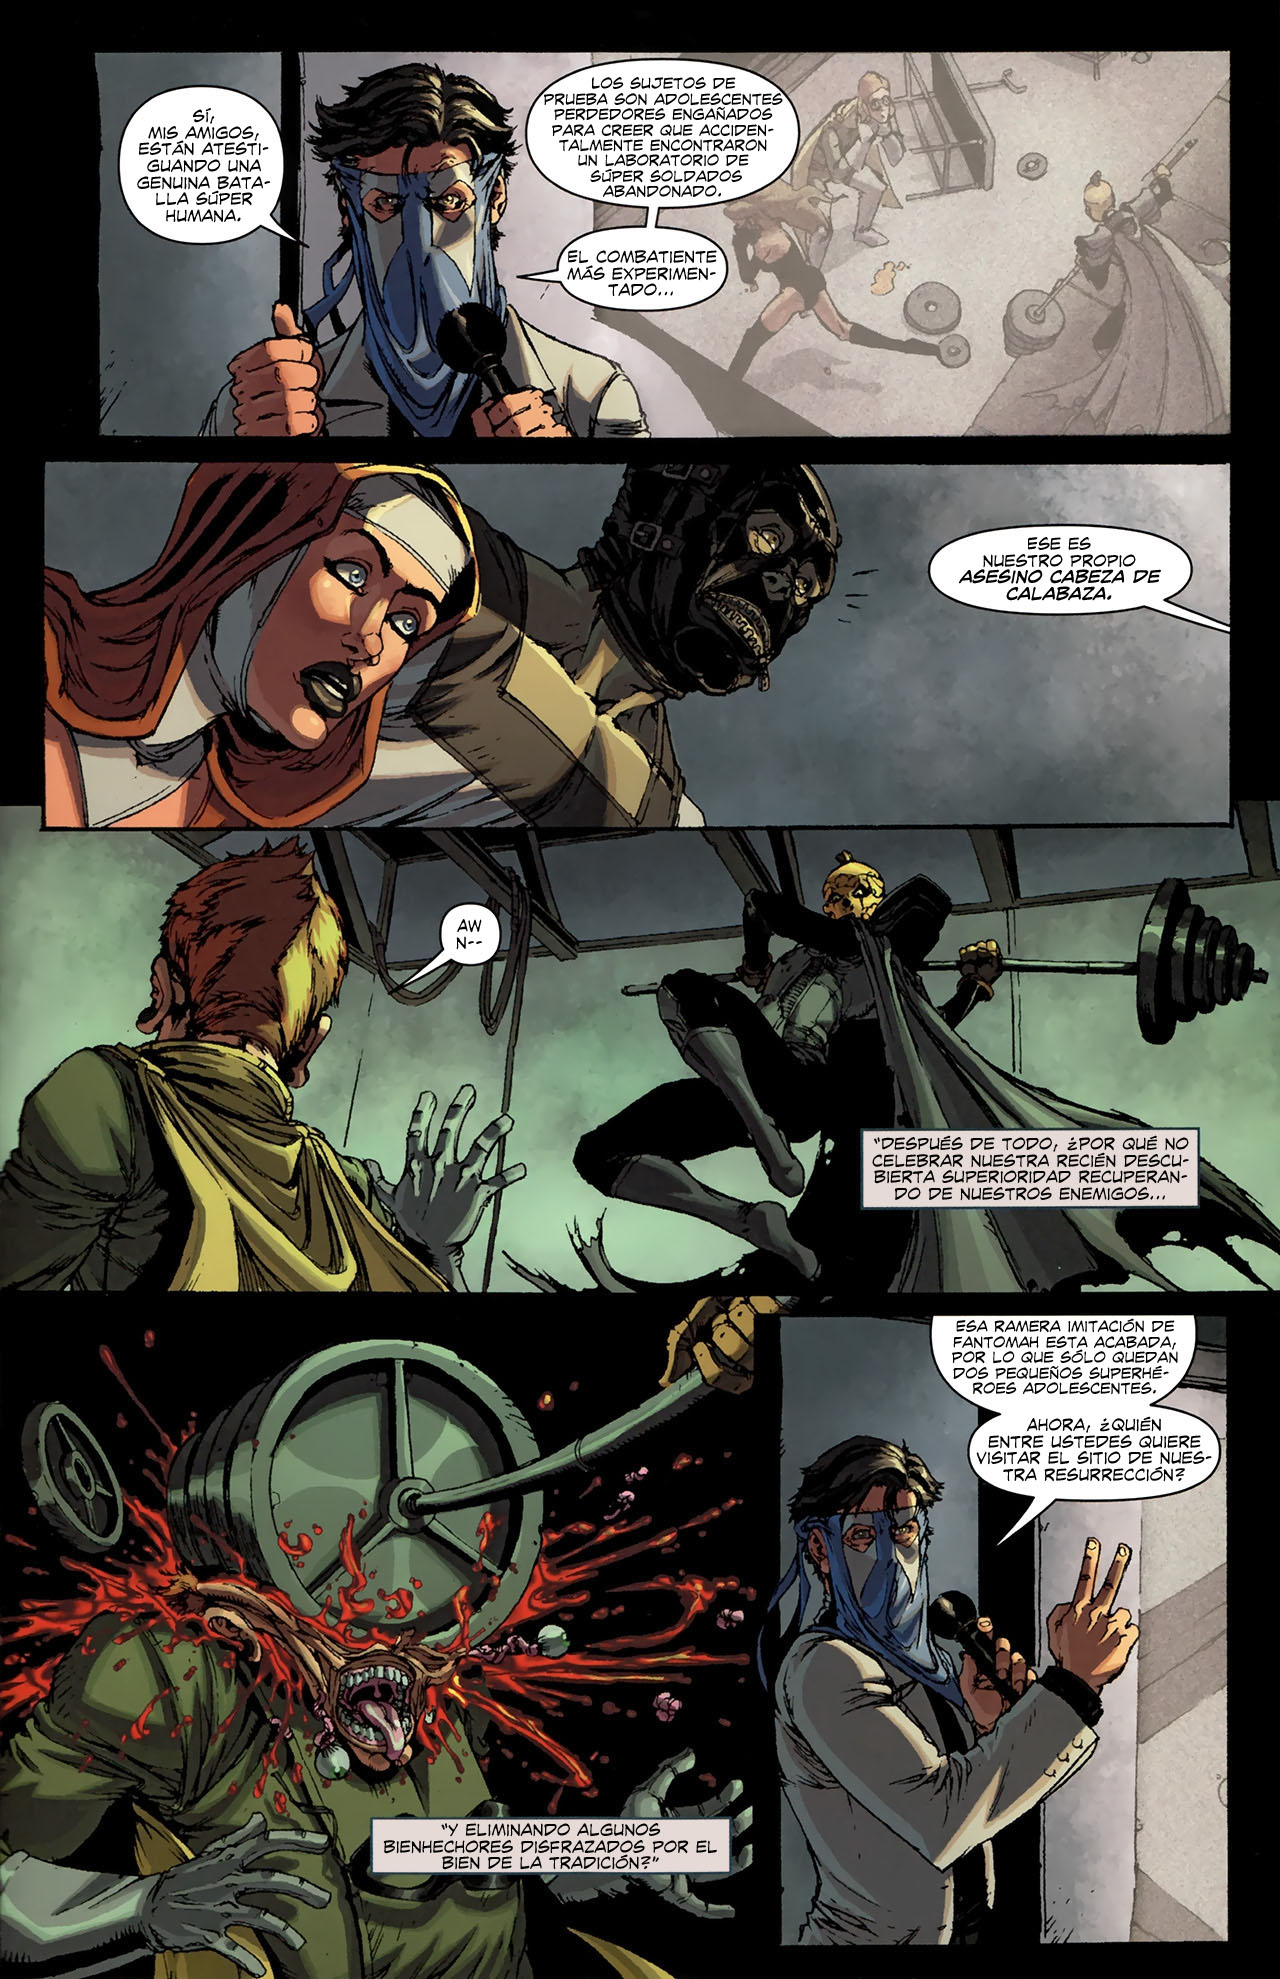 SÍ,
MIS AMIGOS,
ESTÁN ATESTI-
GUANDO UNA
GENUINA BATA-
LLA SÚPER
HUMANA.
LOS SUJETOS DE
PRUEBA SON ADOLESCENTES
PERDEDORES ENGAÑADOS
PARA CREER QUE ACCIDEN-
TALMENTE ENCONTRARON
UN LABORATORIO DE
SÚPER SOLDADOS
ABANDONADO.
EL COMBATIENTE
MÁS EXPERIMEN-
TADO...
ESE ES
NUESTRO PROPIO
ASESINO CABEZA DE
CALABAZA.
AW
N--
"DESPUÉS DE TODO, ¿POR QUÉ NO
CELEBRAR NUESTRA RECIÉN DESCU-
BIERTA SUPERIORIDAD RECUPERAN-
DO DE NUESTROS ENEMIGOS...
"Y ELIMINANDO ALGUNOS
BIENHECHORES DISFRAZADOS POR EL
BIEN DE LA TRADICIÓN?"
ESA RAMERA IMITACIÓN DE
FANTOMAH ESTA ACABADA,
POR LO QUE SÓLO QUEDAN
DOS PEQUEÑOS SUPERHÉ-
ROES ADOLESCENTES.
AHORA, ¿QUIÉN
ENTRE USTEDES QUIERE
VISITAR EL SITIO DE NUES-
TRA RESURRECCIÓN?